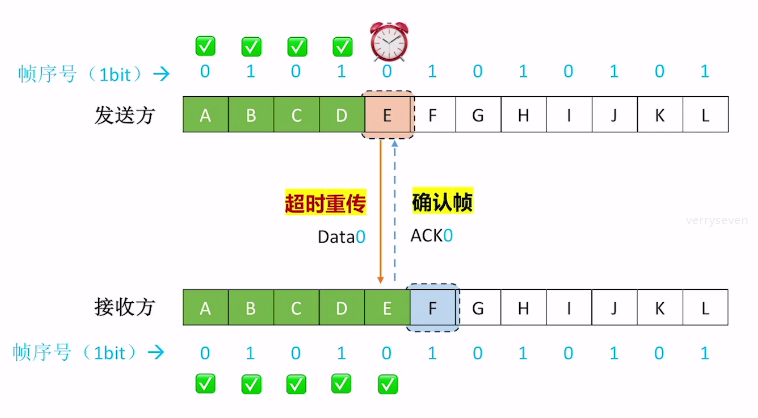 帧序号（1bit）→ 0 1 0 1 0 1 0 1 0 1 0 1
发送方 A B C D E F G H I J K L
超时重传 确认帧
Data0 ACK0
verryseven
接收方 A B C D E F G H I J K L
帧序号（1bit）→ 0 1 0 1 0 1 0 1 0 1 0 1